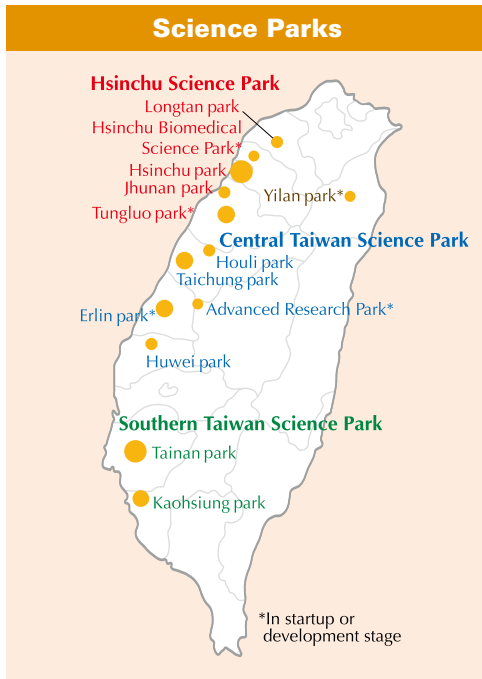 Science Parks
Hsinchu Science Park
Longtan park
Hsinchu Biomedical
Science Park*
Hsinchu park
Jhunan park
Tungluo park*
Yilan park*
Central Taiwan Science Park
Houli park
Taichung park
Advanced Research Park*
Erlin park*
Huwei park
Southern Taiwan Science Park
Tainan park
Kaohsiung park
*In startup or
development stage